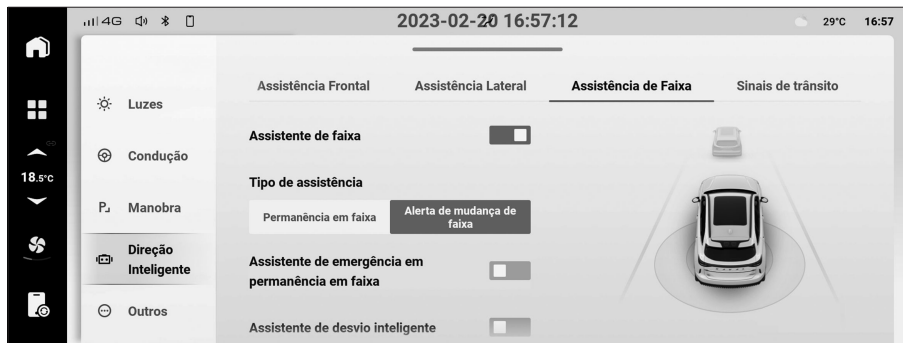 4G
2023-02-20 16:57:12
29°C 16:57
Assistência Frontal
Assistência Lateral
Assistência de Faixa
Sinais de trânsito
Luzes
Condução
18.5°C
Manobra
Direção
Inteligente
Outros
Assistente de faixa
Tipo de assistência
Permanência em faixa
Alerta de mudança de
faixa
Assistente de emergência em
permanência em faixa
Assistente de desvio inteligente